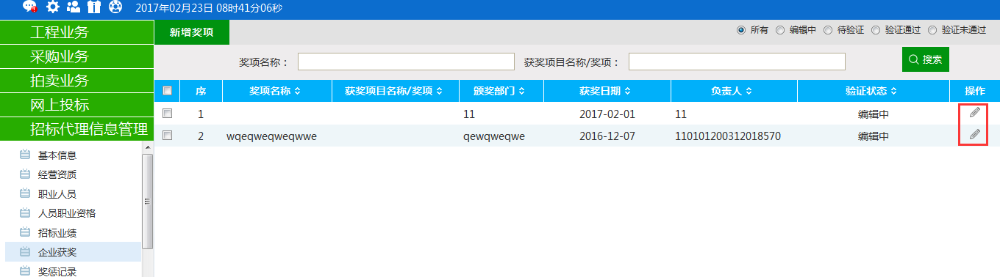 2017年02月23日 08时41分06秒
工程业务
采购业务
拍卖业务
网上投标
招标代理信息管理
基本信息
经营资质
职业人员
人员职业资格
招标业绩
企业获奖
奖惩记录
新增奖项
所有 编辑中 待验证 验证通过 验证未通过
奖项名称： 获奖项目名称/奖项： 搜索
序 奖项名称 获奖项目名称/奖项 颁奖部门 获奖日期 负责人 验证状态 操作
1 11 2017-02-01 11 编辑中
2 wqeqweqweqwwe qewqweqwe 2016-12-07 110101200312018570 编辑中